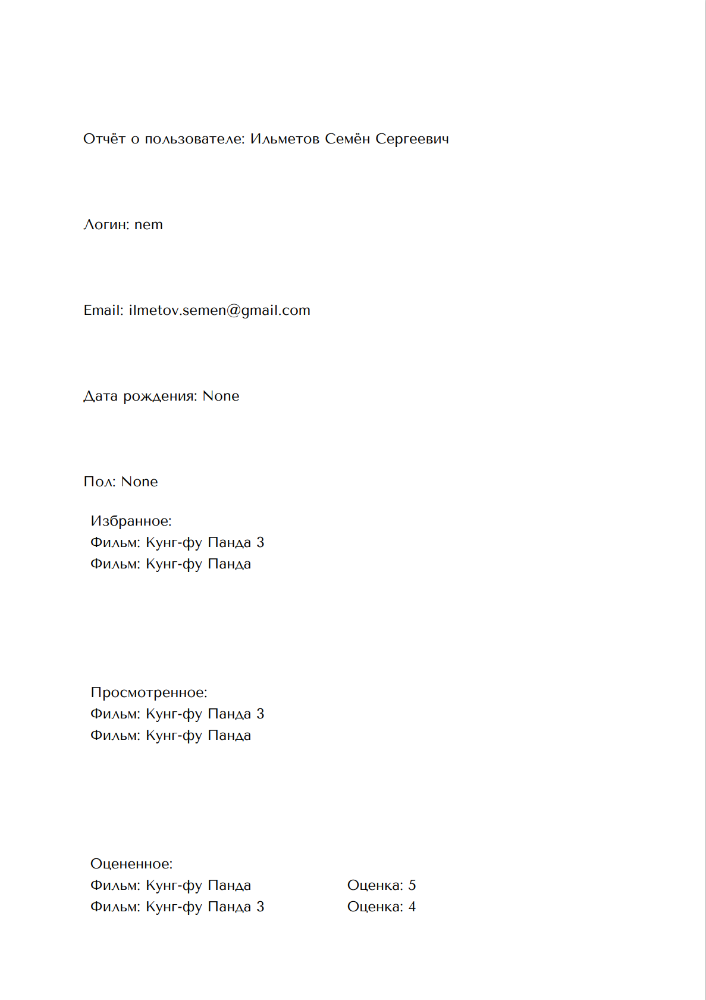 Отчёт о пользователе: Ильметов Семён Сергеевич
Логин: nem
Email: ilmetov.semen@gmail.com
Дата рождения: None
Пол: None
Избранное:
Фильм: Кунг-фу Панда 3
Фильм: Кунг-фу Панда
Просмотренное:
Фильм: Кунг-фу Панда 3
Фильм: Кунг-фу Панда
Оцененное:
Фильм: Кунг-фу Панда Оценка: 5
Фильм: Кунг-фу Панда 3 Оценка: 4